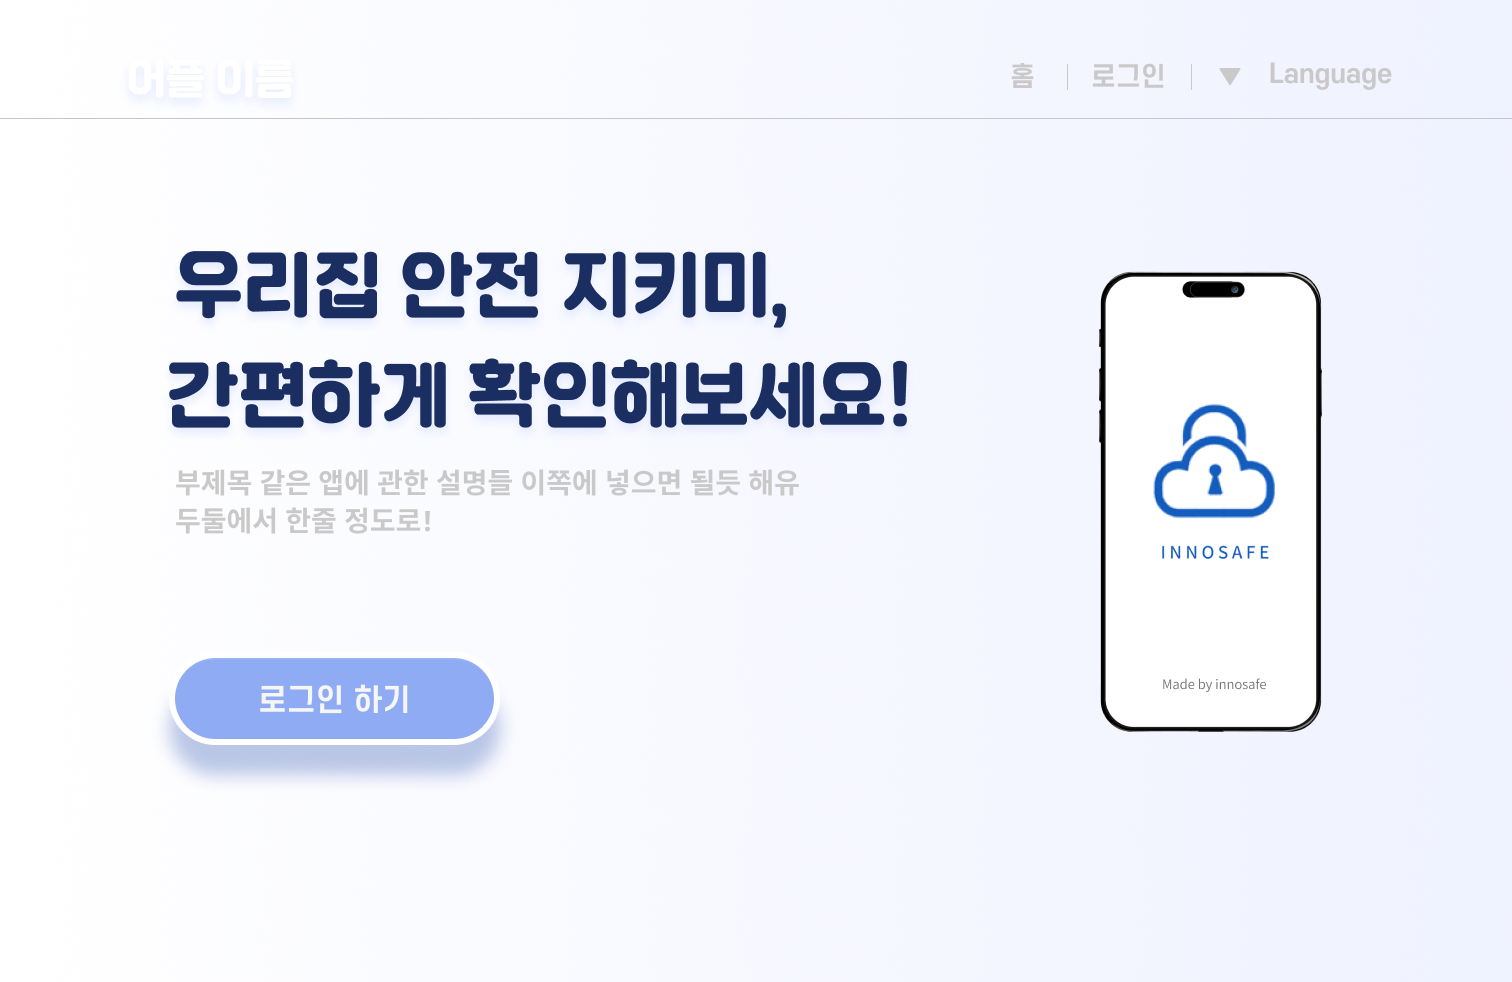 어플 이름
홈 로그인 ▼ Language
우리집 안전 지키미,
간편하게 확인해보세요!
부제목 같은 앱에 관한 설명들 이쪽에 넣으면 될듯 해유
두둘에서 한줄 정도로!
INNOSAFE
Made by innosafe
로그인 하기